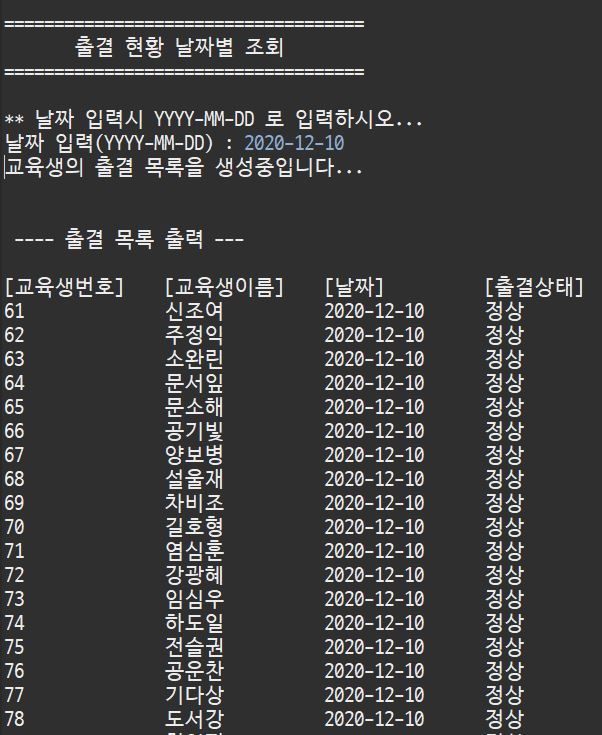 ====================================
출결 현황 날짜별 조회
====================================
** 날짜 입력시 YYYY-MM-DD 로 입력하시오...
날짜 입력(YYYY-MM-DD) : 2020-12-10
교육생의 출결 목록을 생성중입니다...
---- 출결 목록 출력 ---
[교육생번호] [교육생이름] [날짜] [출결상태]
61 신조여 2020-12-10 정상
62 주정익 2020-12-10 정상
63 소완린 2020-12-10 정상
64 문서잎 2020-12-10 정상
65 문소해 2020-12-10 정상
66 공기빛 2020-12-10 정상
67 양보병 2020-12-10 정상
68 설울재 2020-12-10 정상
69 차비조 2020-12-10 정상
70 길호형 2020-12-10 정상
71 염심훈 2020-12-10 정상
72 강광혜 2020-12-10 정상
73 임심우 2020-12-10 정상
74 하도일 2020-12-10 정상
75 전슬권 2020-12-10 정상
76 공운찬 2020-12-10 정상
77 기다상 2020-12-10 정상
78 도서강 2020-12-10 정상